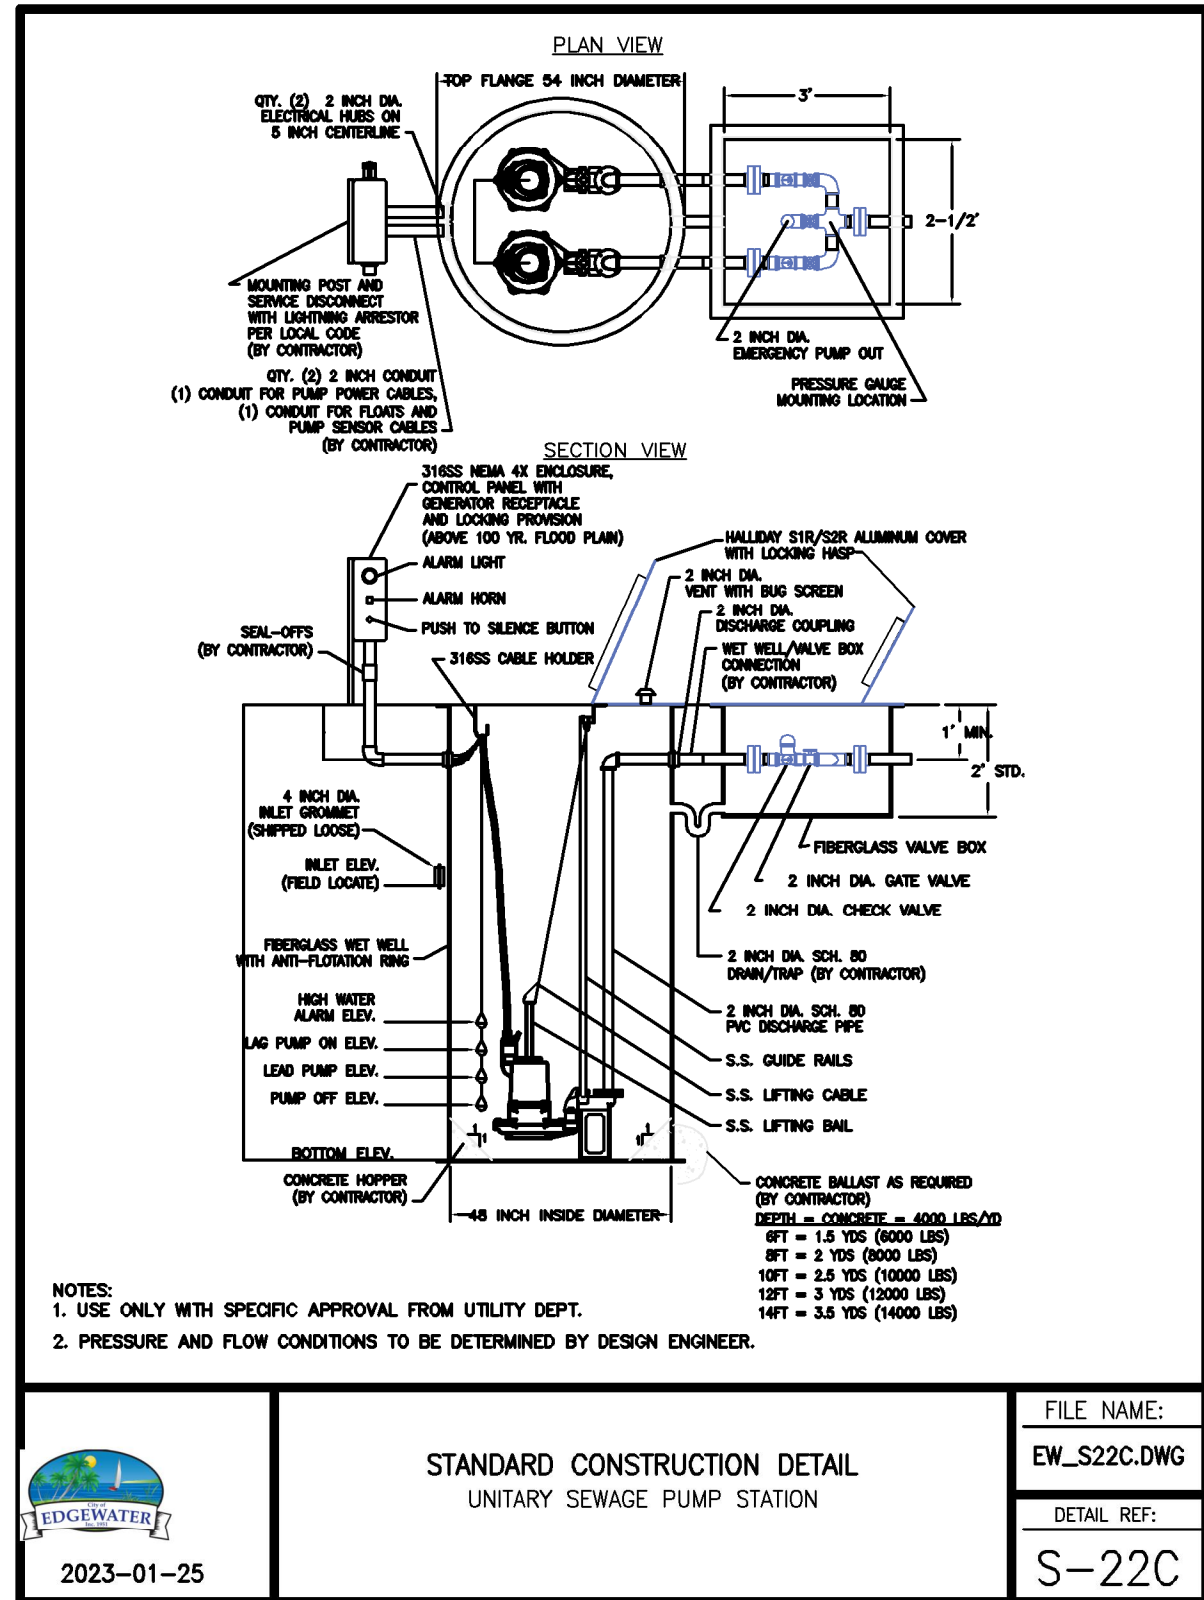 PLAN VIEW
TOP FLANGE 54 INCH DIAMETER
3'
QTY. (2) 2 INCH DIA.
ELECTRICAL HUBS ON
5 INCH CENTERLINE
2-1/2'
MOUNTING POST AND
SERVICE DISCONNECT
WITH LIGHTNING ARRESTOR
PER LOCAL CODE
(BY CONTRACTOR)
2 INCH DIA.
EMERGENCY PUMP OUT
PRESSURE GAUGE
MOUNTING LOCATION
QTY. (2) 2 INCH CONDUIT
(1) CONDUIT FOR PUMP POWER CABLES,
(1) CONDUIT FOR FLOATS AND
PUMP SENSOR CABLES
(BY CONTRACTOR)
SECTION VIEW
316SS NEMA 4X ENCLOSURE,
CONTROL PANEL WITH
GENERATOR RECEPTACLE
AND LOCKING PROVISION
(ABOVE 100 YR. FLOOD PLAIN)
HALLIDAY S1R/S2R ALUMINUM COVER
WITH LOCKING HASP
ALARM LIGHT
2 INCH DIA.
VENT WITH BUG SCREEN
ALARM HORN
2 INCH DIA.
DISCHARGE COUPLING
PUSH TO SILENCE BUTTON
SEAL-OFFS
(BY CONTRACTOR)
WET WELL/VALVE BOX
CONNECTION
(BY CONTRACTOR)
316SS CABLE HOLDER
1' MIN.
2' STD.
4 INCH DIA.
INLET GROMMET
(SHIPPED LOOSE)
FIBERGLASS VALVE BOX
INLET ELEV.
(FIELD LOCATE)
2 INCH DIA. GATE VALVE
2 INCH DIA. CHECK VALVE
FIBERGLASS WET WELL
WITH ANTI-FLOTATION RING
2 INCH DIA. SCH. 80
DRAIN/TRAP (BY CONTRACTOR)
HIGH WATER
ALARM ELEV.
2 INCH DIA. SCH. 80
PVC DISCHARGE PIPE
LAG PUMP ON ELEV.
S.S. GUIDE RAILS
LEAD PUMP ELEV.
S.S. LIFTING CABLE
PUMP OFF ELEV.
S.S. LIFTING BAIL
1
1
1
1
BOTTOM ELEV.
CONCRETE HOPPER
(BY CONTRACTOR)
48 INCH INSIDE DIAMETER
CONCRETE BALLAST AS REQUIRED
(BY CONTRACTOR)
DEPTH = CONCRETE = 4000 LBS/YD
6FT = 1.5 YDS (6000 LBS)
8FT = 2 YDS (8000 LBS)
10FT = 2.5 YDS (10000 LBS)
12FT = 3 YDS (12000 LBS)
14FT = 3.5 YDS (14000 LBS)
NOTES:
1. USE ONLY WITH SPECIFIC APPROVAL FROM UTILITY DEPT.
2. PRESSURE AND FLOW CONDITIONS TO BE DETERMINED BY DESIGN ENGINEER.
City of
EDGEWATER
Inc. 1951
2023-01-25
STANDARD CONSTRUCTION DETAIL
UNITARY SEWAGE PUMP STATION
FILE NAME:
EW_S22C.DWG
DETAIL REF:
S-22C